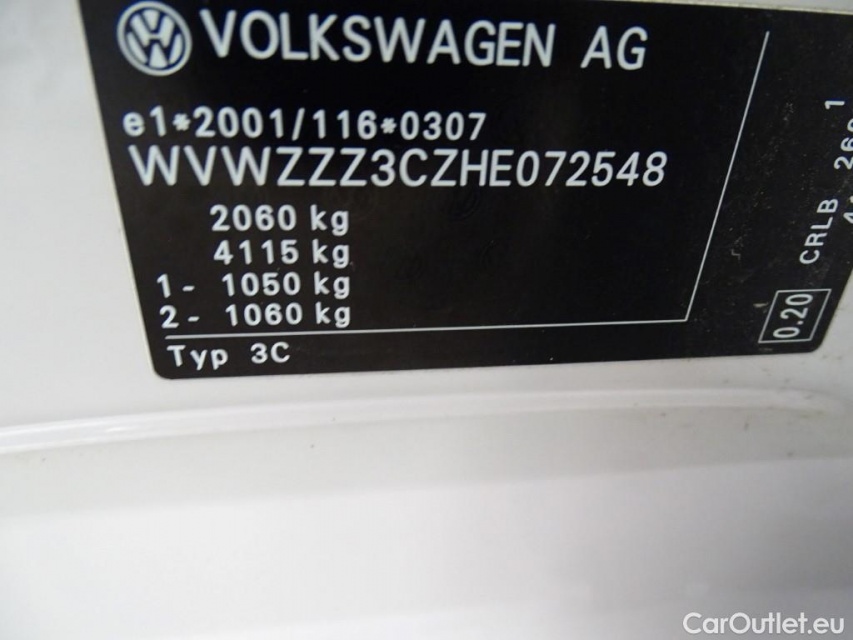 VOLKSWAGEN AG
e1*2001/116*0307
WVWZZZ3CZHE072548
2060 kg
4115 kg
1- 1050 kg
2- 1060 kg
Typ 3C
CRLB
0.20
CarOutlet.eu